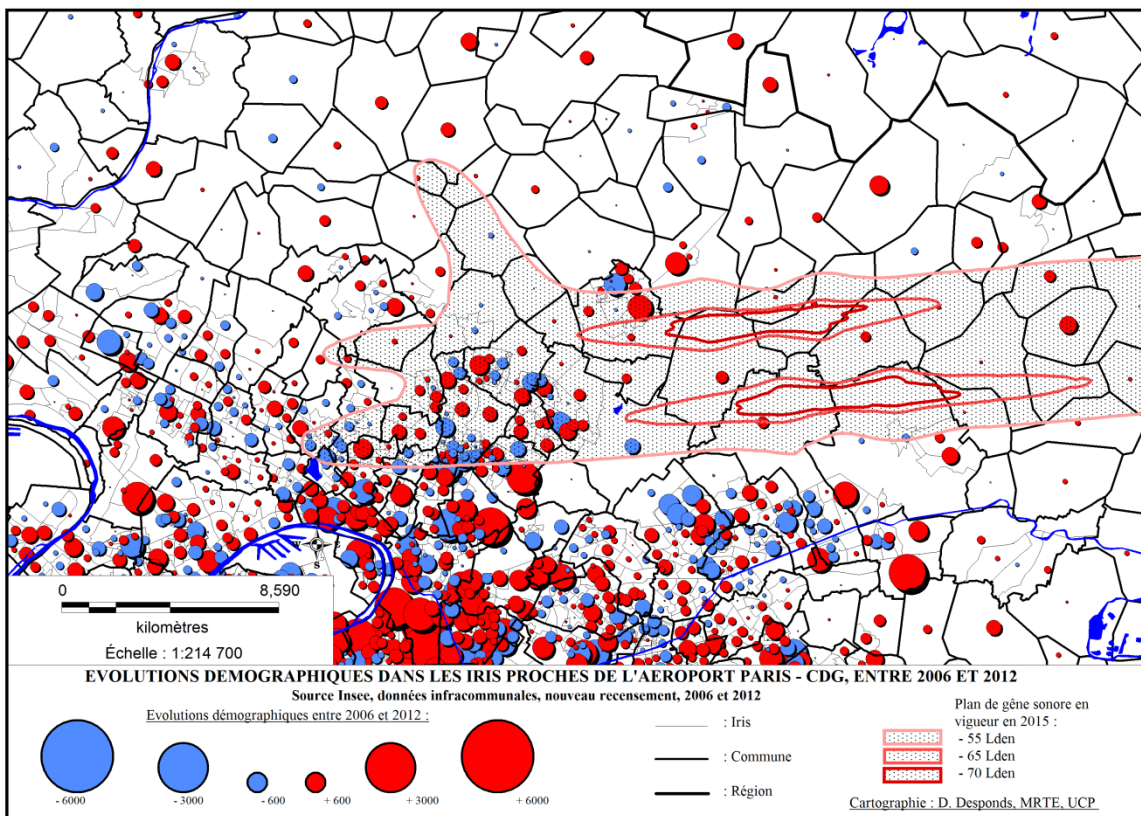 W
S
0 8,590
kilomètres
Échelle : 1:214 700
EVOLUTIONS DEMOGRAPHIQUES DANS LES IRIS PROCHES DE L'AEROPORT PARIS - CDG, ENTRE 2006 ET 2012
Source Insee, données infracommunales, nouveau recensement, 2006 et 2012
Evolutions démographiques entre 2006 et 2012 :
- 6000
- 3000
- 600
+ 600
+ 3000
+ 6000
: Iris
: Commune
: Région
Plan de gêne sonore en
vigueur en 2015 :
- 55 Lden
- 65 Lden
- 70 Lden
Cartographie : D. Desponds, MRTE, UCP